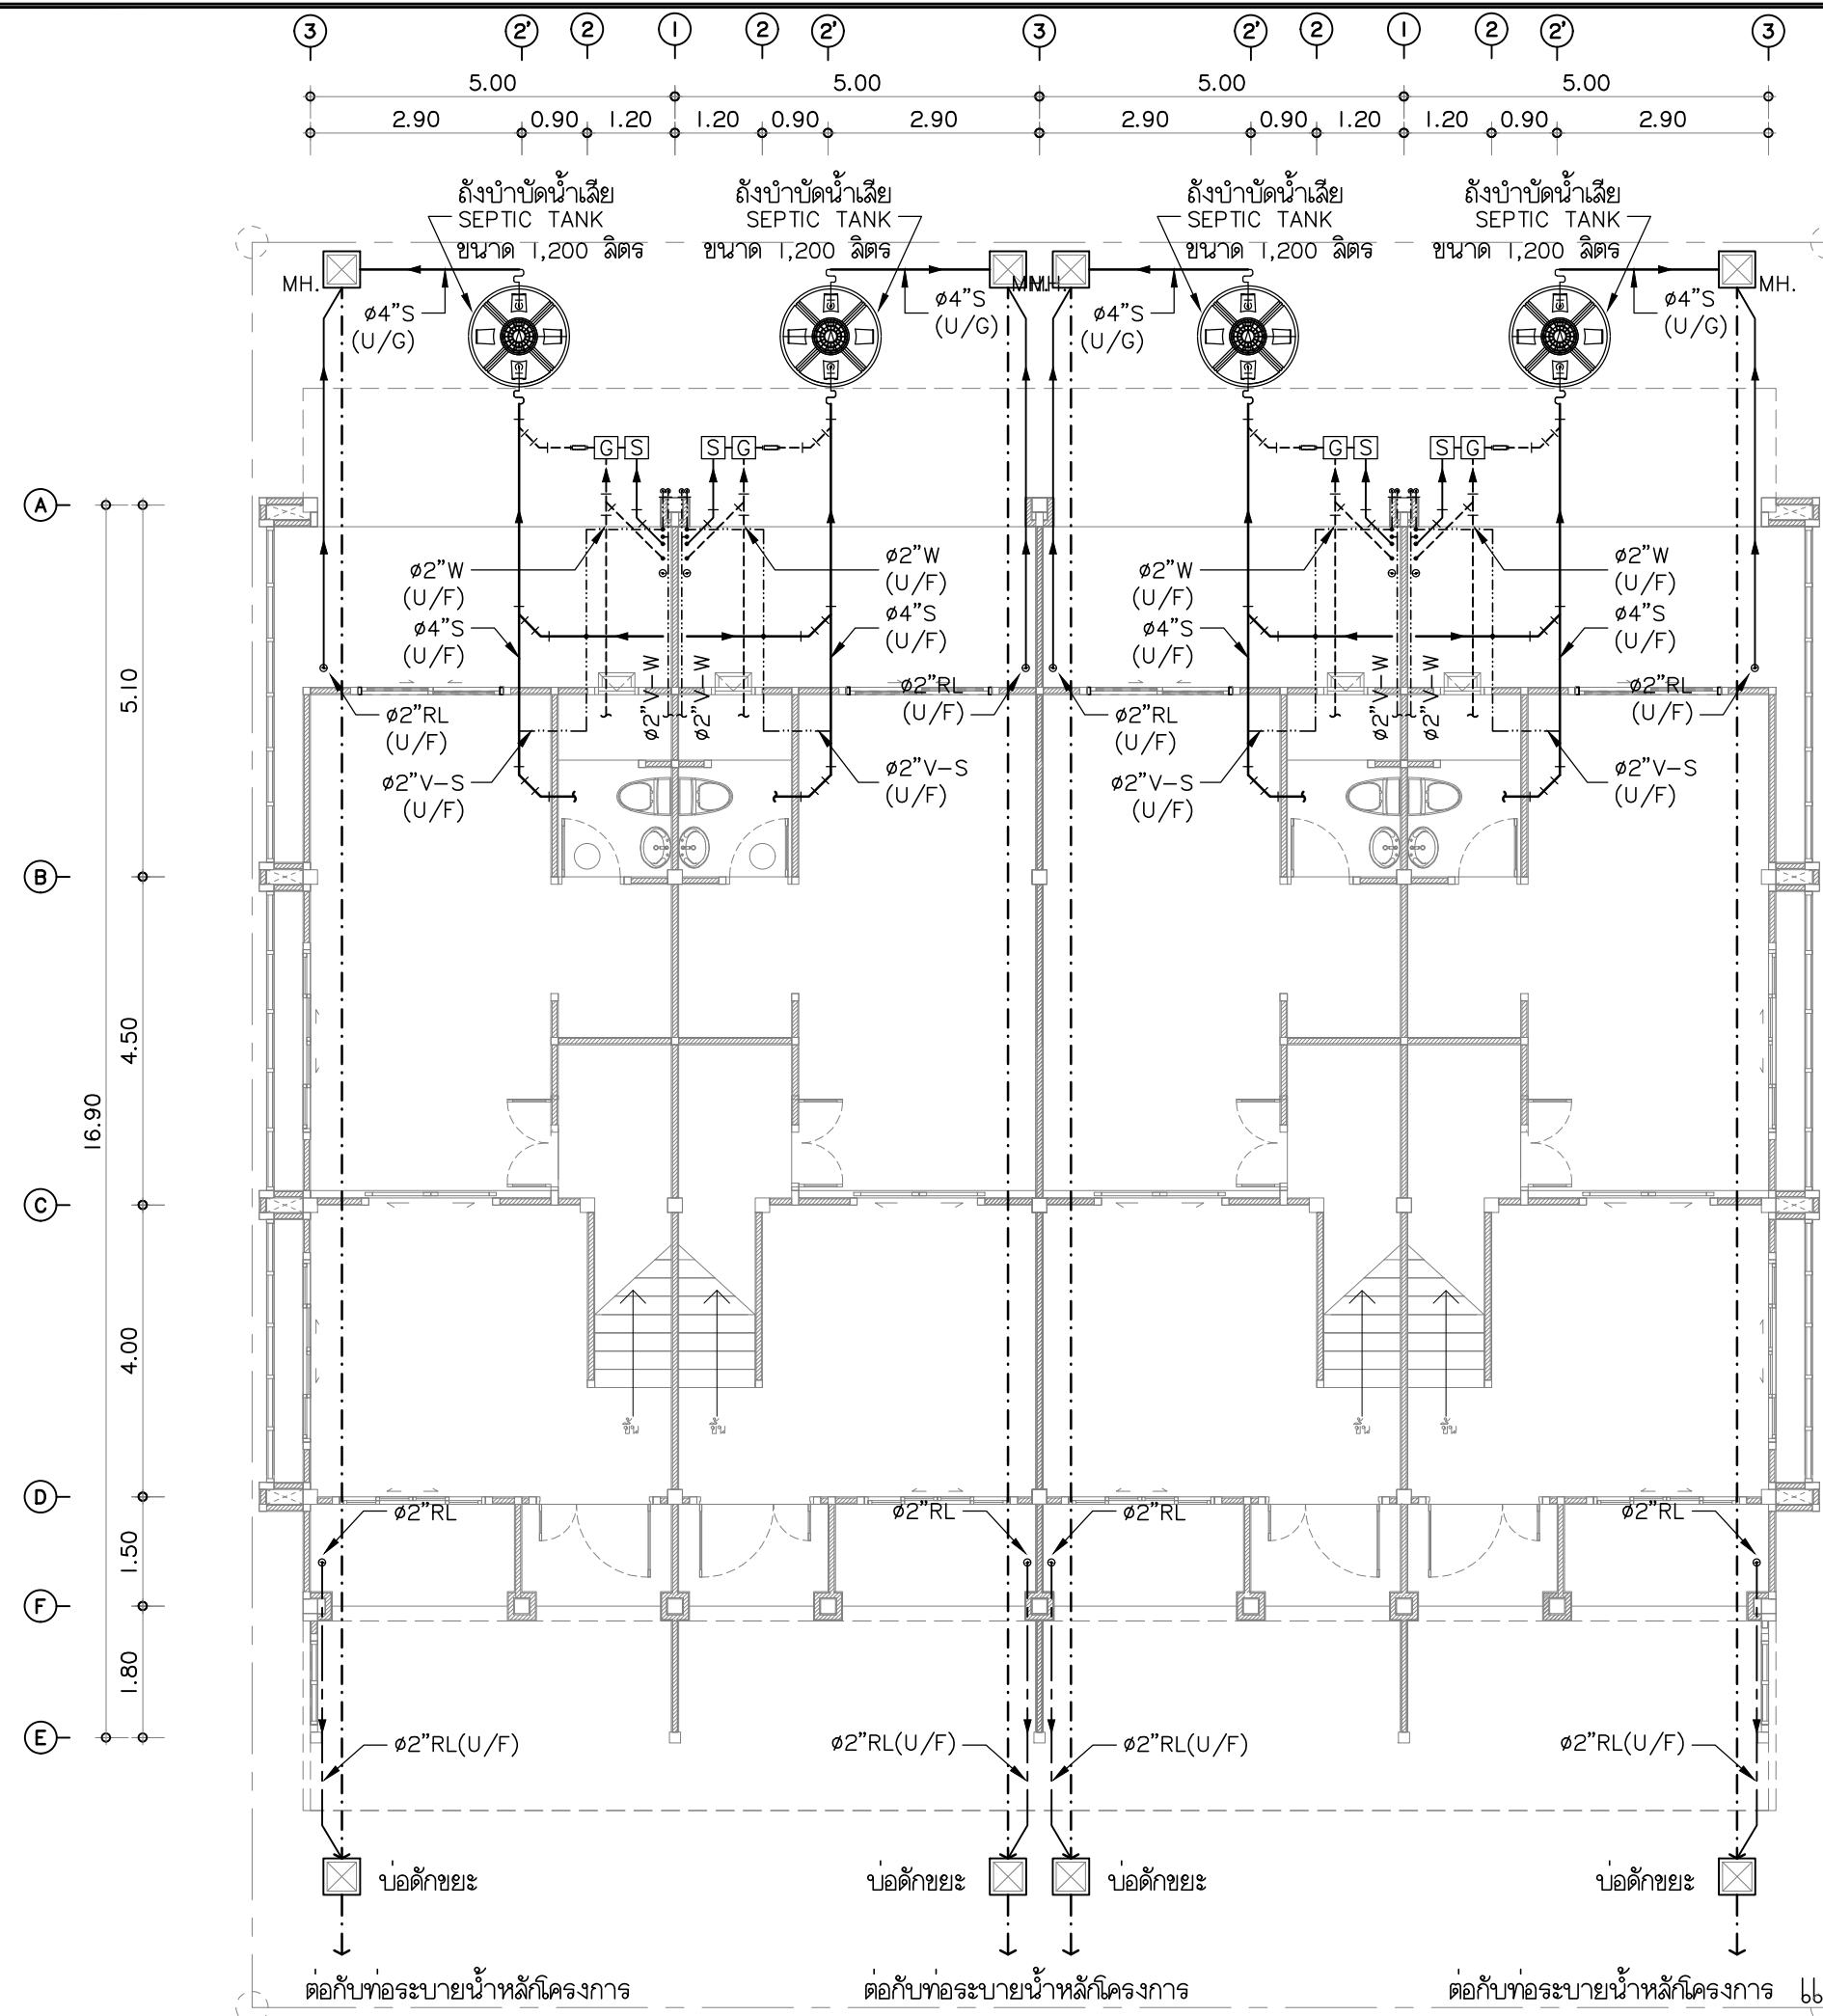 3 2' 2 1 2 2' 3 2' 2 1 2 2' 3
5.00 5.00 5.00 5.00
2.90 0.90 1.20 1.20 0.90 2.90 2.90 0.90 1.20 1.20 0.90 2.90
ถังบำบัดน้ำเสีย ถังบำบัดน้ำเสีย ถังบำบัดน้ำเสีย ถังบำบัดน้ำเสีย
SEPTIC TANK SEPTIC TANK SEPTIC TANK SEPTIC TANK
ขนาด 1,200 ลิตร ขนาด 1,200 ลิตร ขนาด 1,200 ลิตร ขนาด 1,200 ลิตร
MH. MH. MH. MH.
ø4"S ø4"S ø4"S ø4"S
(U/G) (U/G) (U/G) (U/G)
G S S G G S S G
A
ø2"W ø2"W ø2"W ø2"W
(U/F) (U/F) (U/F) (U/F)
ø4"S ø4"S ø4"S ø4"S
(U/F) (U/F) (U/F) (U/F)
ø2"V-W ø2"V-W ø2"V-W ø2"V-W
5.10
ø2"RL ø2"RL ø2"RL ø2"RL
(U/F) (U/F) (U/F) (U/F)
ø2"V-S ø2"V-S ø2"V-S ø2"V-S
(U/F) (U/F) (U/F) (U/F)
B
4.50
16.90
C
4.00
ขึ้น ขึ้น ขึ้น ขึ้น
D
ø2"RL ø2"RL ø2"RL ø2"RL
1.50
F
1.80
E
ø2"RL(U/F) ø2"RL(U/F) ø2"RL(U/F) ø2"RL(U/F)
บ่อดักขยะ บ่อดักขยะ บ่อดักขยะ บ่อดักขยะ
ต่อกับท่อระบายน้ำหลักโครงการ ต่อกับท่อระบายน้ำหลักโครงการ ต่อกับท่อระบายน้ำหลักโครงการ